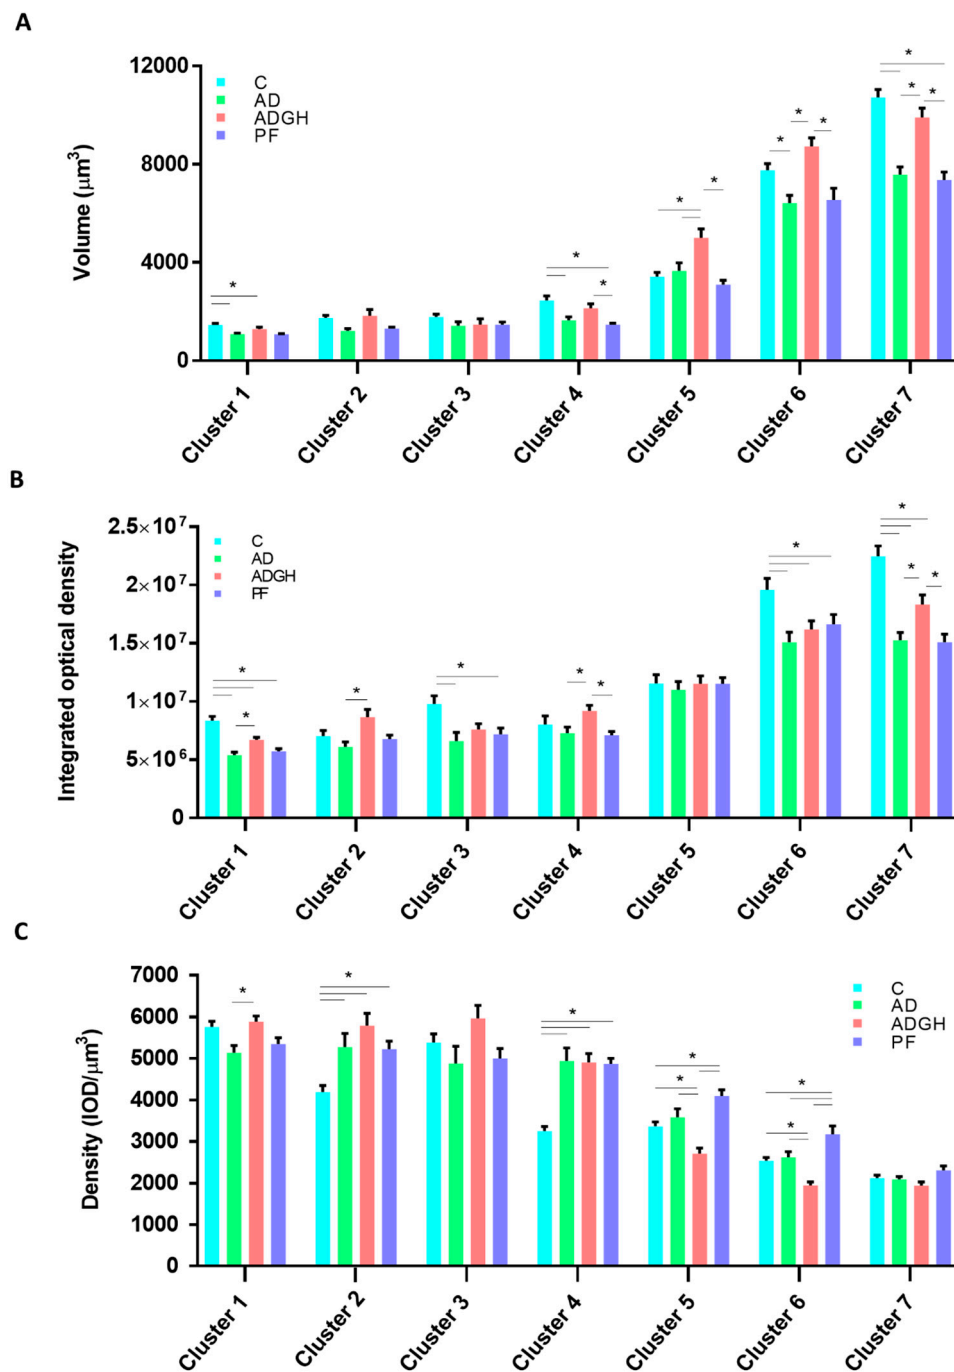 A
12000
8000
4000
0
Volume (μm³)
C
AD
ADGH
PF
*
*
*
*
*
*
*
*
*
*
*
*
Cluster 1
Cluster 2
Cluster 3
Cluster 4
Cluster 5
Cluster 6
Cluster 7
B
2.5×10⁷
2×10⁷
1.5×10⁷
1×10⁷
5×10⁶
0
Integrated optical density
C
AD
ADGH
PF
*
*
*
*
*
*
*
*
*
*
Cluster 1
Cluster 2
Cluster 3
Cluster 4
Cluster 5
Cluster 6
Cluster 7
C
7000
6000
5000
4000
3000
2000
1000
0
Density (IOD/μm³)
C
AD
ADGH
PF
*
*
*
*
*
*
*
Cluster 1
Cluster 2
Cluster 3
Cluster 4
Cluster 5
Cluster 6
Cluster 7